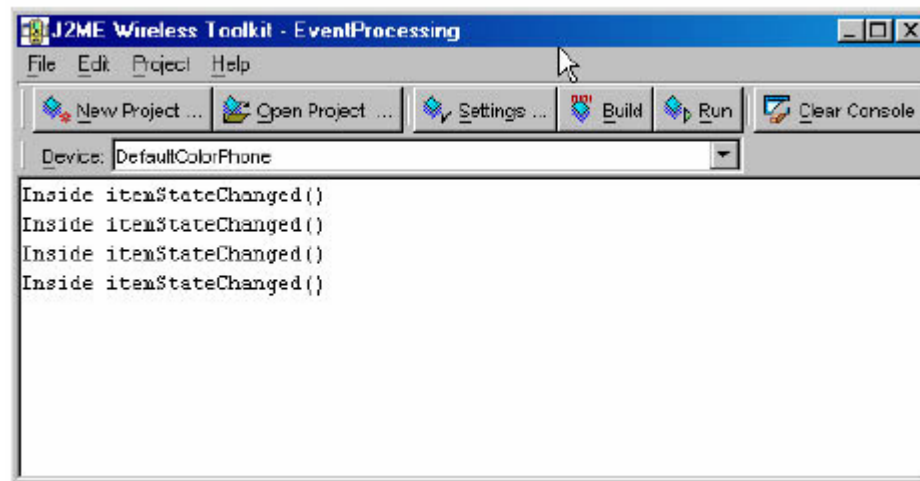 J2ME Wireless Toolkit - EventProcessing
File Edit Project Help
New Project ... Open Project ... Settings ... Build Run Clear Console
Device: DefaultColorPhone
Inside itemStateChanged()
Inside itemStateChanged()
Inside itemStateChanged()
Inside itemStateChanged()